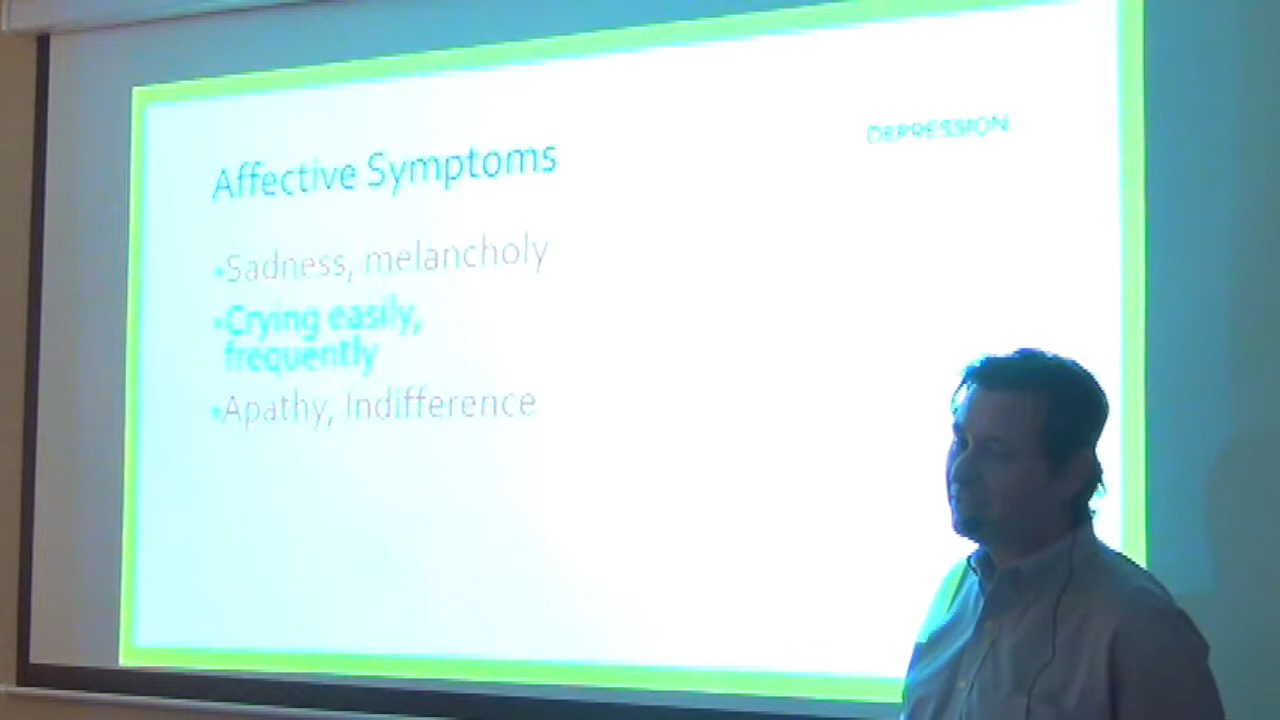 DEPRESSION
Affective Symptoms
•Sadness, melancholy
•Crying easily,
frequently
•Apathy, Indifference